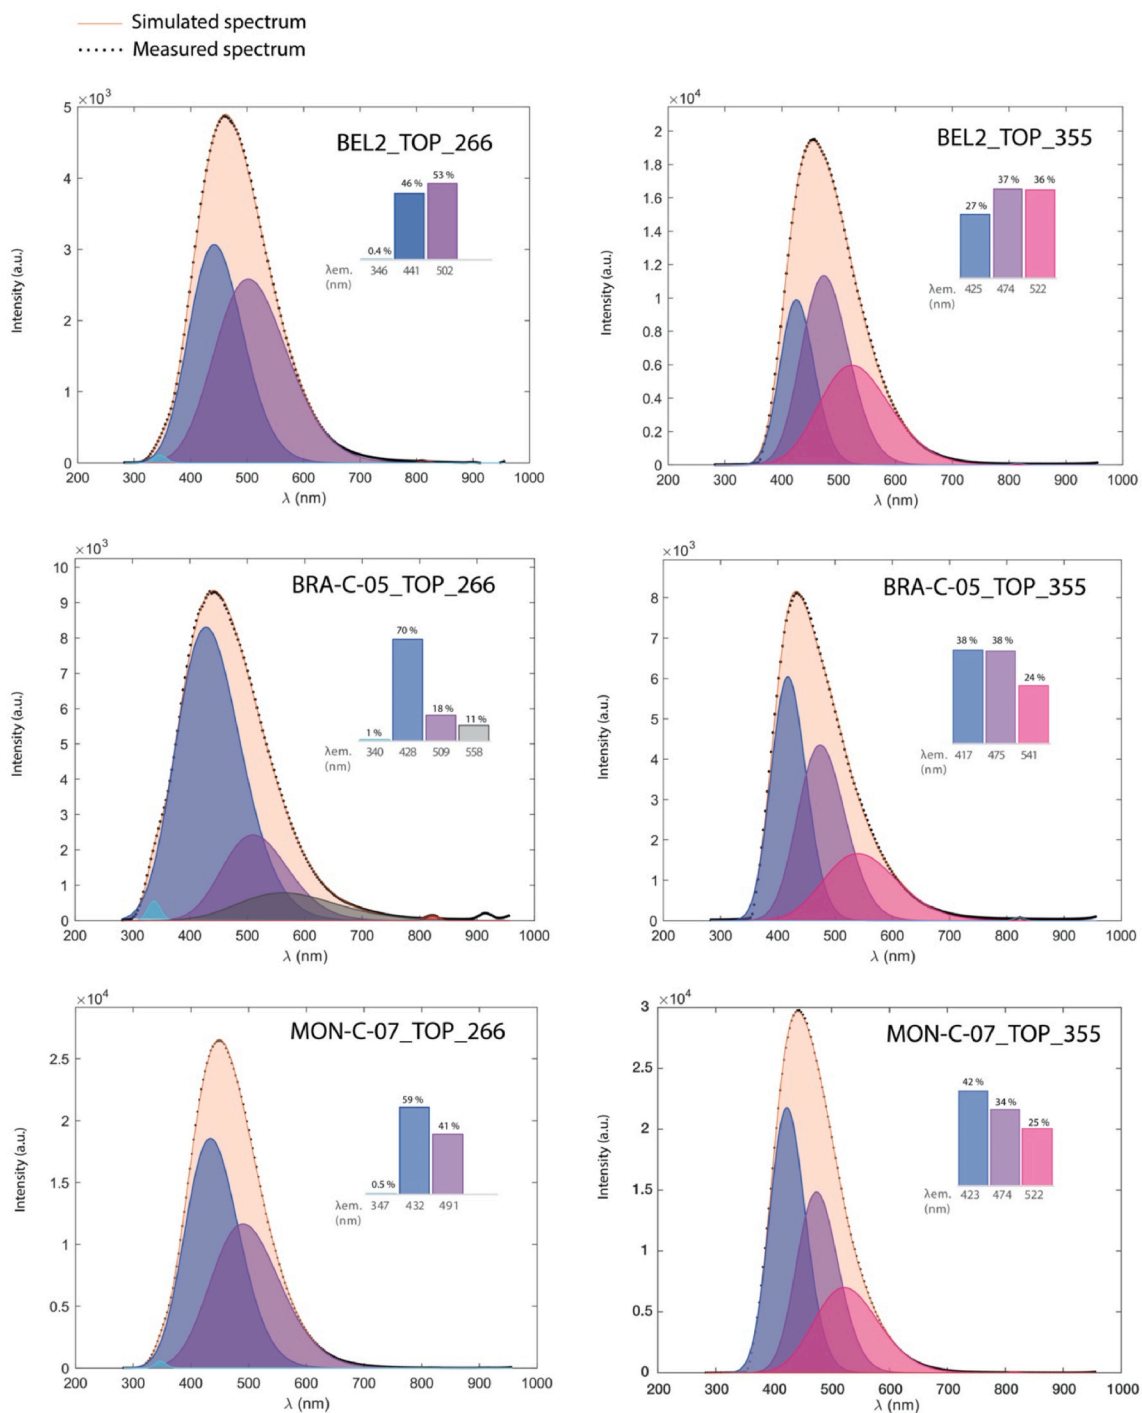 Simulated spectrum
Measured spectrum
×10³
BEL2_TOP_266
5
4
3
2
1
0
Intensity (a.u.)
0.4 %
46 %
53 %
λem. 346 441 502
(nm)
200 300 400 500 600 700 800 900 1000
λ (nm)
×10⁴
BEL2_TOP_355
2
1.8
1.6
1.4
1.2
1
0.8
0.6
0.4
0.2
0
Intensity (a.u.)
27 %
37 %
36 %
λem. 425 474 522
(nm)
200 300 400 500 600 700 800 900 1000
λ (nm)
×10³
BRA-C-05_TOP_266
10
9
8
7
6
5
4
3
2
1
0
Intensity (a.u.)
1 %
70 %
18 %
11 %
λem. 340 428 509 558
(nm)
200 300 400 500 600 700 800 900 1000
λ (nm)
×10³
BRA-C-05_TOP_355
8
7
6
5
4
3
2
1
0
Intensity (a.u.)
38 %
38 %
24 %
λem. 417 475 541
(nm)
200 300 400 500 600 700 800 900 1000
λ (nm)
×10⁴
MON-C-07_TOP_266
2.5
2
1.5
1
0.5
0
Intensity (a.u.)
0.5 %
59 %
41 %
λem. 347 432 491
(nm)
200 300 400 500 600 700 800 900 1000
λ (nm)
×10⁴
MON-C-07_TOP_355
3
2.5
2
1.5
1
0.5
0
Intensity (a.u.)
42 %
34 %
25 %
λem. 423 474 522
(nm)
200 300 400 500 600 700 800 900 1000
λ (nm)